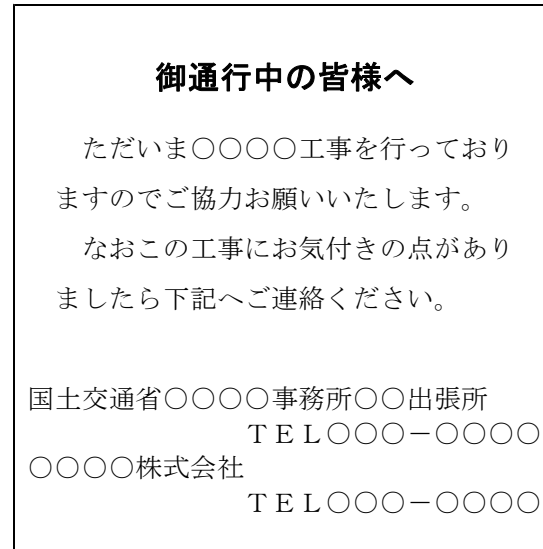 御通行中の皆様へ
ただいま○○○○工事を行っており
ますのでご協力お願いいたします。
なおこの工事にお気付きの点があり
ましたら下記へご連絡ください。
国土交通省○○○○事務所○○出張所
ＴＥＬ○○○－○○○○
○○○○株式会社
ＴＥＬ○○○－○○○○